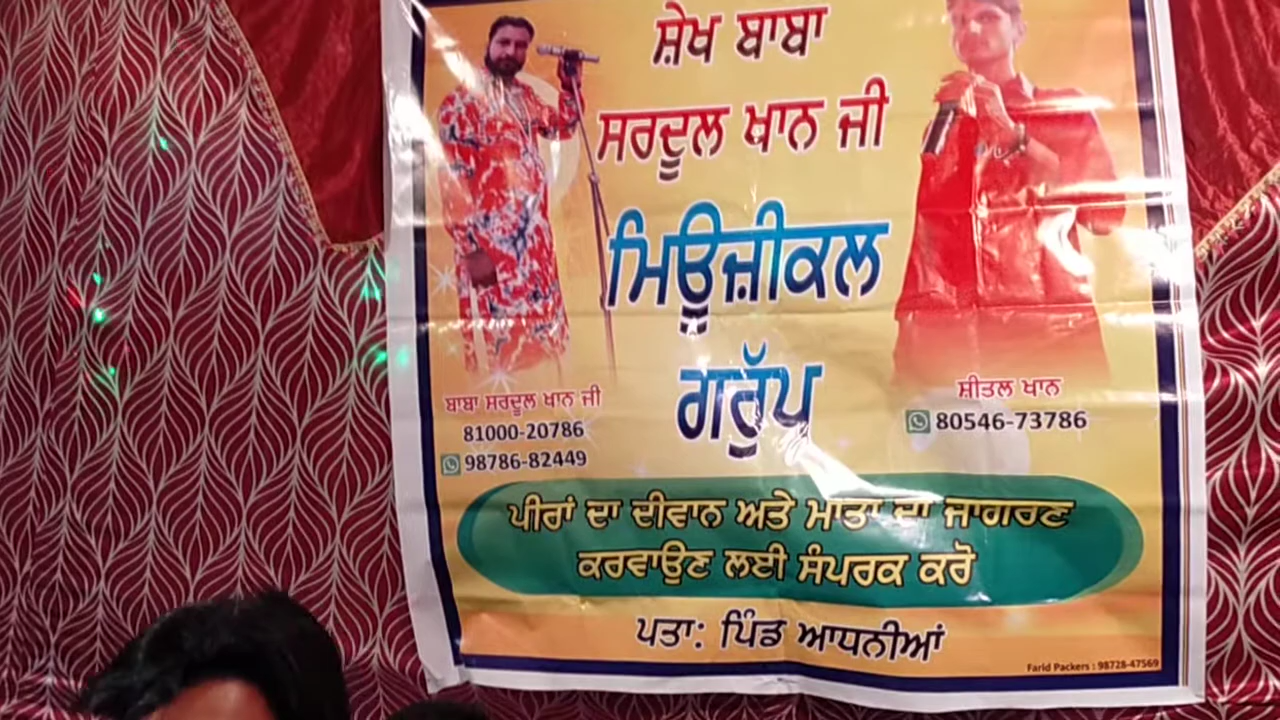 ਸ਼ੇਖ ਬਾਬਾ
ਸਰਦੂਲ ਖਾਨ ਜੀ
ਮਿਊਜ਼ੀਕਲ
ਗਰੁੱਪ
ਬਾਬਾ ਸਰਦੂਲ ਖਾਨ ਜੀ
81000-20786
98786-82449
ਸ਼ੀਤਲ ਖਾਨ
80546-73786
ਪੀਰਾਂ ਦਾ ਦੀਵਾਨ ਅਤੇ ਮਾਤਾ ਦਾ ਜਾਗਰਣ
ਕਰਵਾਉਣ ਲਈ ਸੰਪਰਕ ਕਰੋ
ਪਤਾ: ਪਿੰਡ ਆਧਨੀਆਂ
Farid Packers : 98728-47569